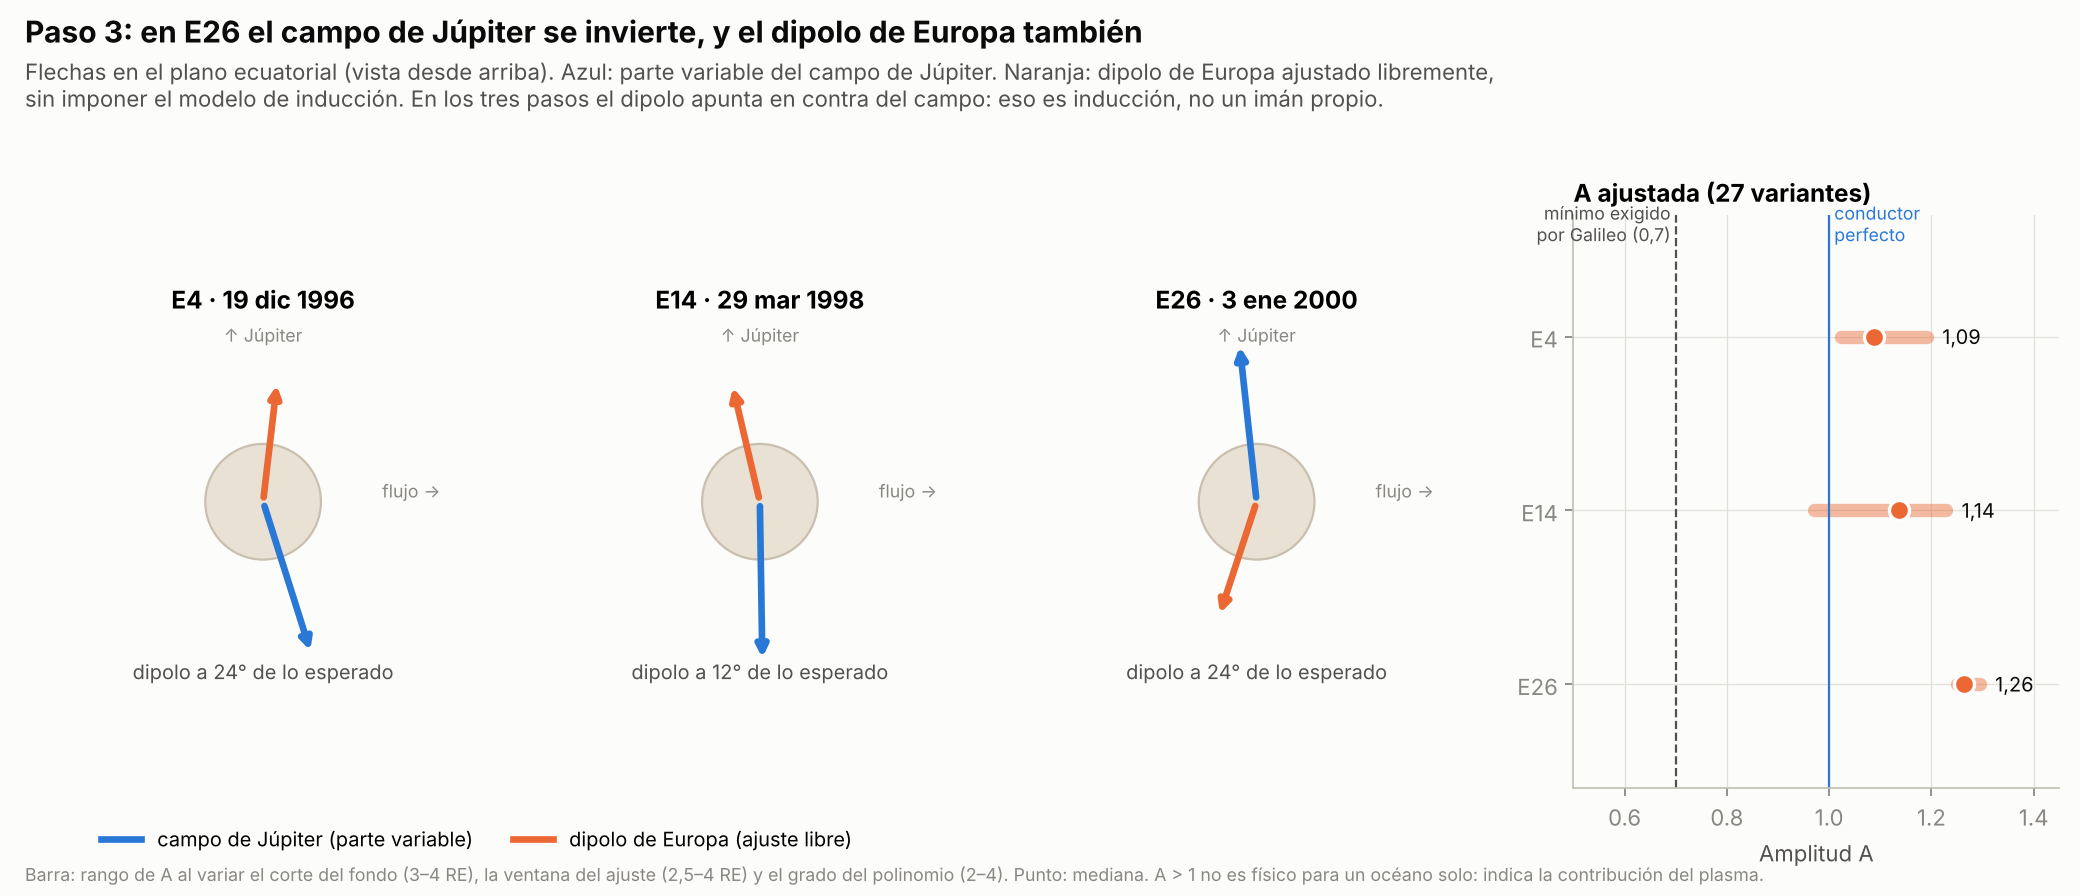 Paso 3: en E26 el campo de Júpiter se invierte, y el dipolo de Europa también
Flechas en el plano ecuatorial (vista desde arriba). Azul: parte variable del campo de Júpiter. Naranja: dipolo de Europa ajustado libremente,
sin imponer el modelo de inducción. En los tres pasos el dipolo apunta en contra del campo: eso es inducción, no un imán propio.
E4 · 19 dic 1996
↑ Júpiter
flujo →
dipolo a 24° de lo esperado
E14 · 29 mar 1998
↑ Júpiter
flujo →
dipolo a 12° de lo esperado
E26 · 3 ene 2000
↑ Júpiter
flujo →
dipolo a 24° de lo esperado
A ajustada (27 variantes)
mínimo exigido
por Galileo (0,7)
conductor
perfecto
E4
1,09
E14
1,14
E26
1,26
0.6 0.8 1.0 1.2 1.4
Amplitud A
campo de Júpiter (parte variable)
dipolo de Europa (ajuste libre)
Barra: rango de A al variar el corte del fondo (3–4 RE), la ventana del ajuste (2,5–4 RE) y el grado del polinomio (2–4). Punto: mediana. A > 1 no es físico para un océano solo: indica la contribución del plasma.